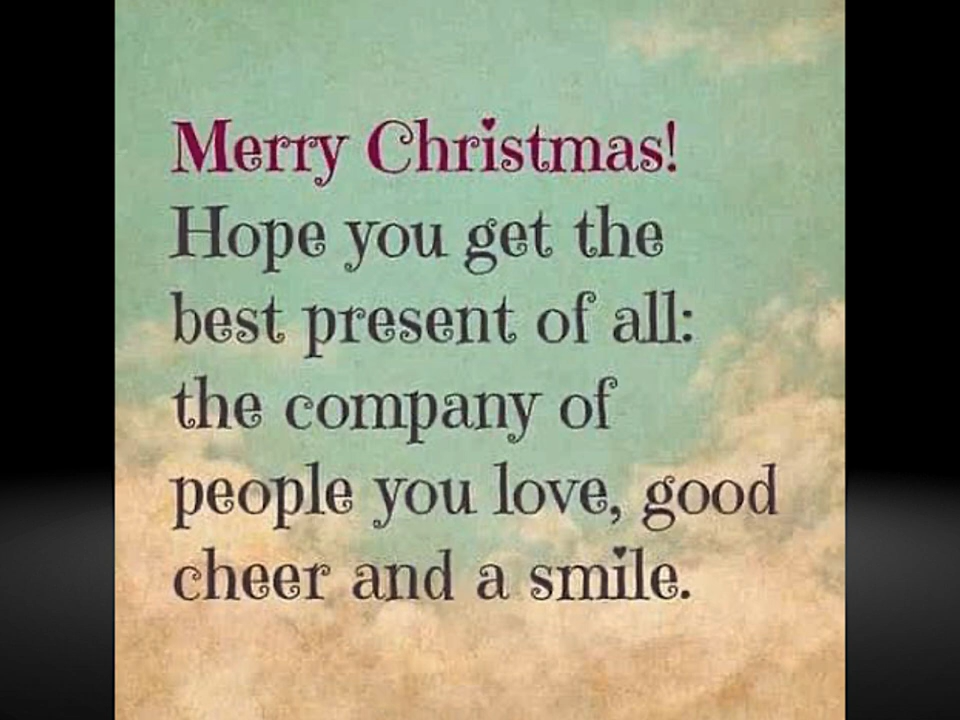 Merry Christmas!
Hope you get the
best present of all:
the company of
people you love, good
cheer and a smile.